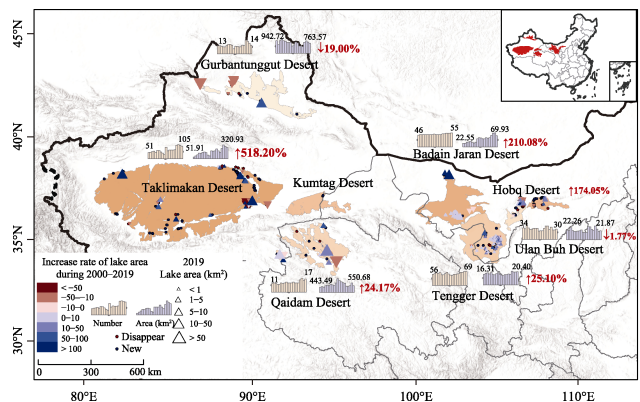 45°N
13 14 942.72 763.57
↓19.00%
Gurbantunggut Desert
40°N
51 105 51.91 320.93
↑518.20%
46 55 22.55 69.93
↑210.08%
Badain Jaran Desert
Taklimakan Desert
Kumtag Desert
Hobq Desert
↑174.05%
34 30 22.26 21.87
↓1.77%
Ulan Buh Desert
35°N
11 17 443.49 550.68
↑24.17%
Qaidam Desert
56 69 16.31 20.40
↑25.10%
Tengger Desert
Increase rate of lake area
during 2000–2019
< −50
−50–−10
−10–0
0–10
10–50
50–100
> 100
2019
Lake area (km²)
< 1
1–5
5–10
10–50
> 50
Number
Area (km²)
Disappear
New
30°N
0 300 600 km
80°E 90°E 100°E 110°E